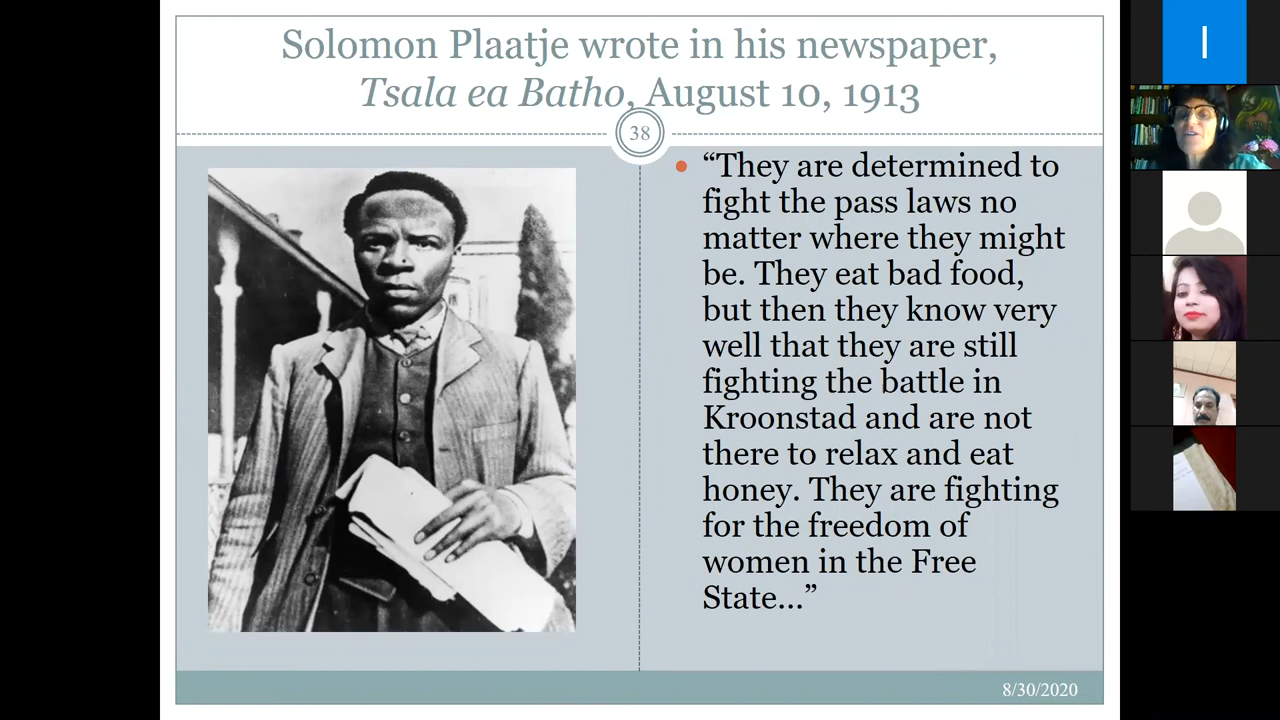 Solomon Plaatje wrote in his newspaper,
Tsala ea Batho, August 10, 1913
38
“They are determined to
fight the pass laws no
matter where they might
be. They eat bad food,
but then they know very
well that they are still
fighting the battle in
Kroonstad and are not
there to relax and eat
honey. They are fighting
for the freedom of
women in the Free
State…”
8/30/2020
I